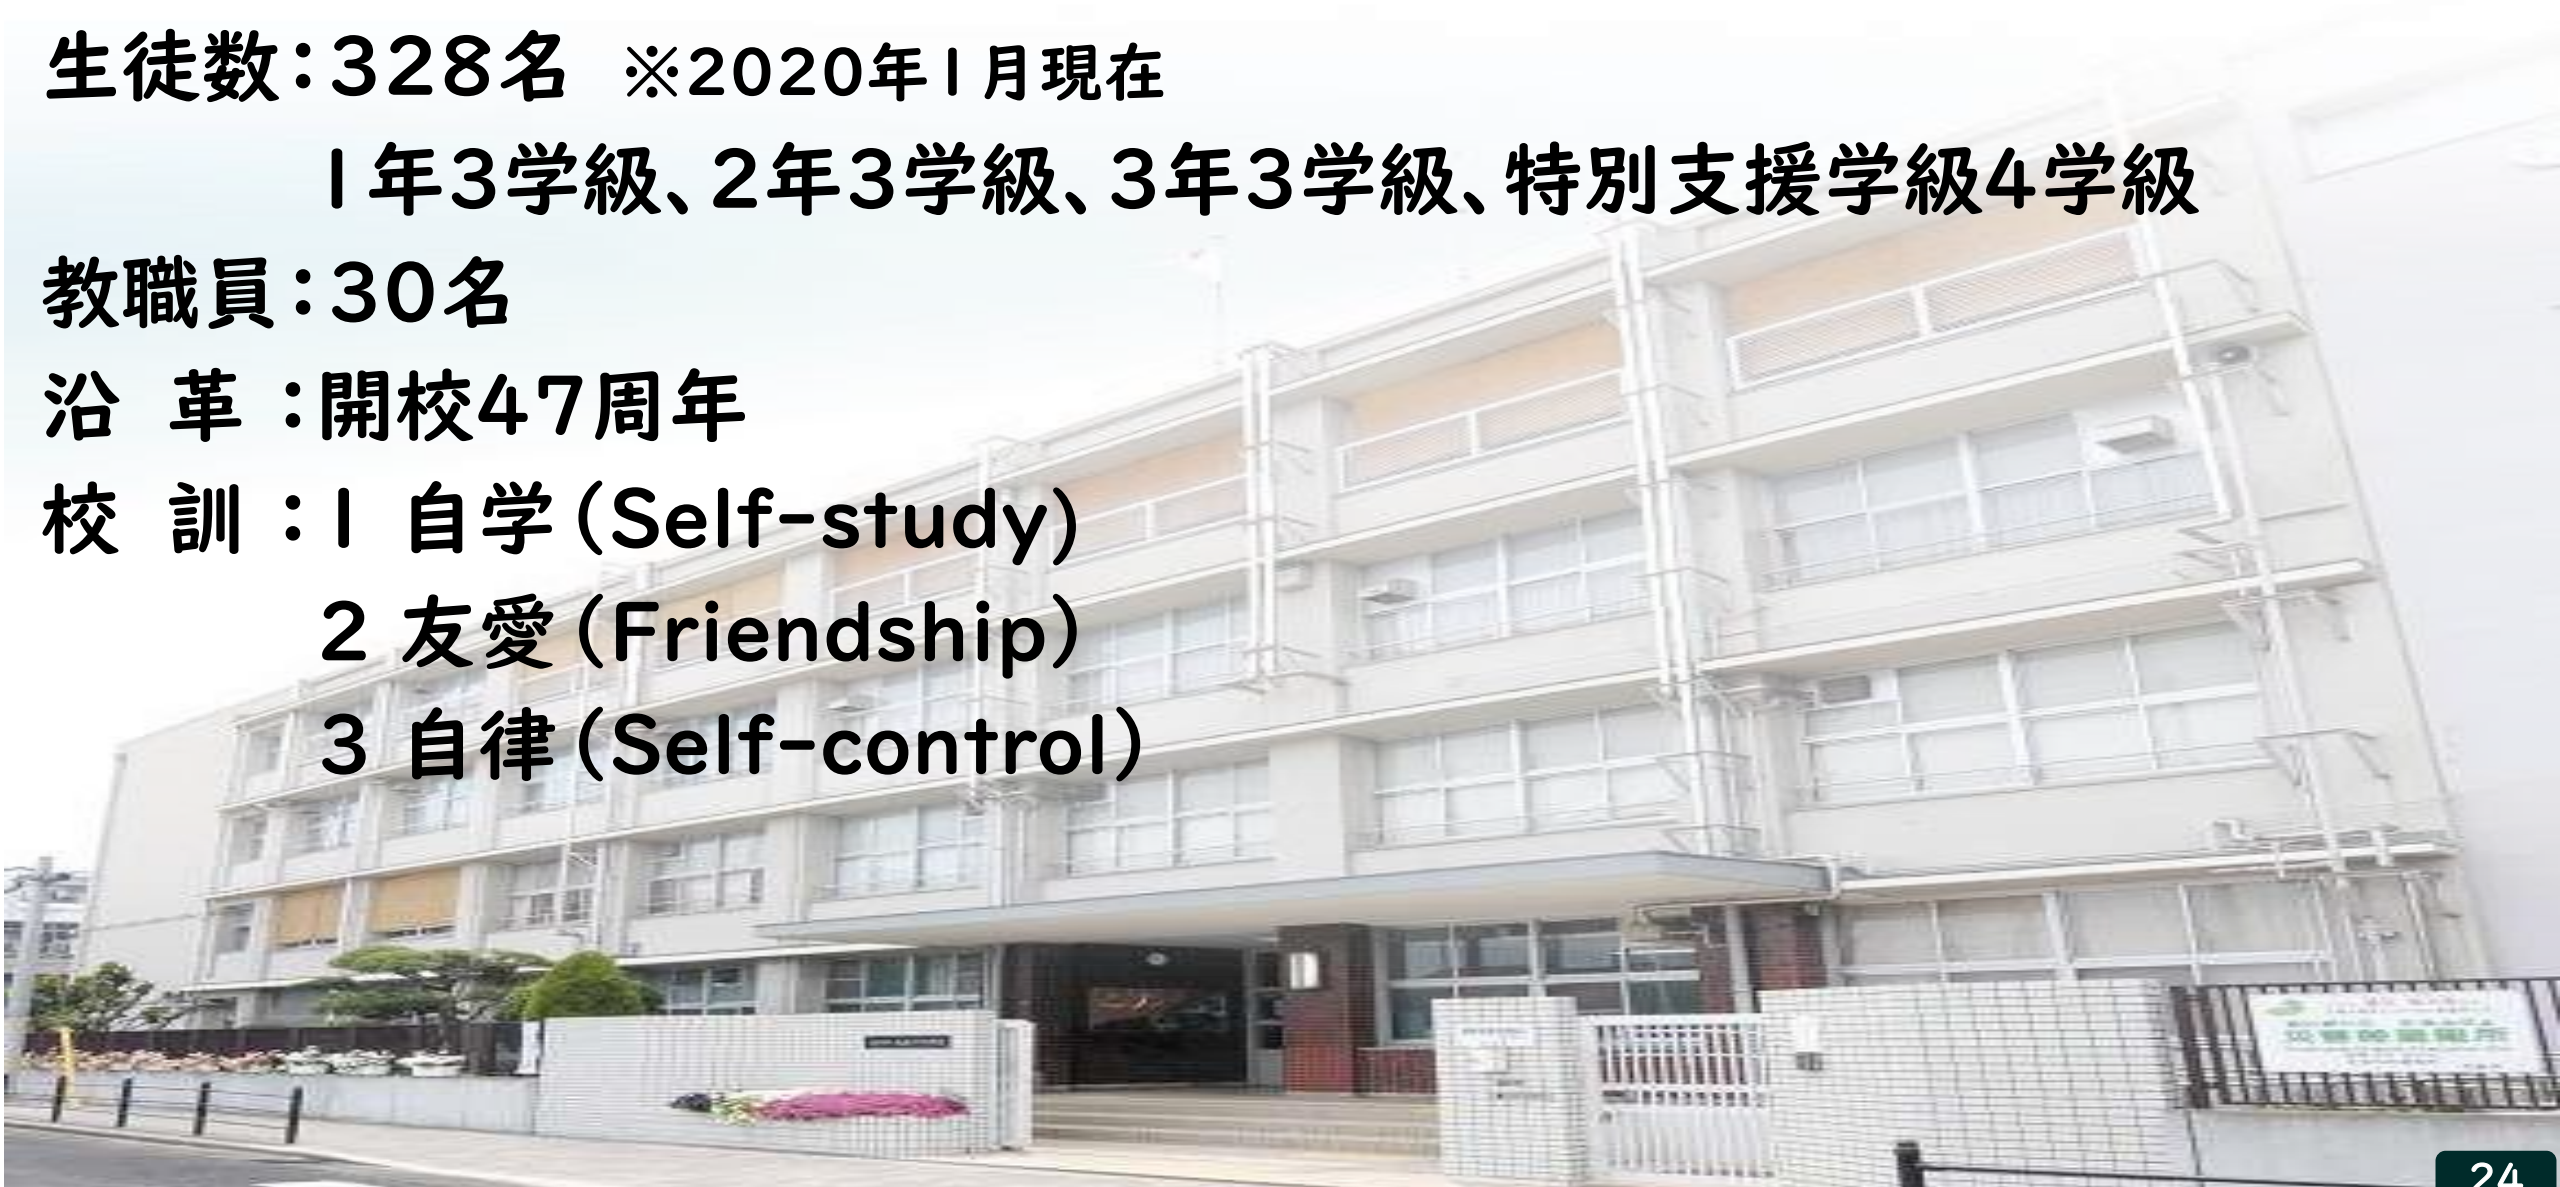 生徒数：328名 ※2020年1月現在
1年3学級、2年3学級、3年3学級、特別支援学級4学級
教職員：30名
沿 革：開校47周年
校 訓：1 自学（Self-study)
2 友愛（Friendship）
3 自律（Self-control）
24